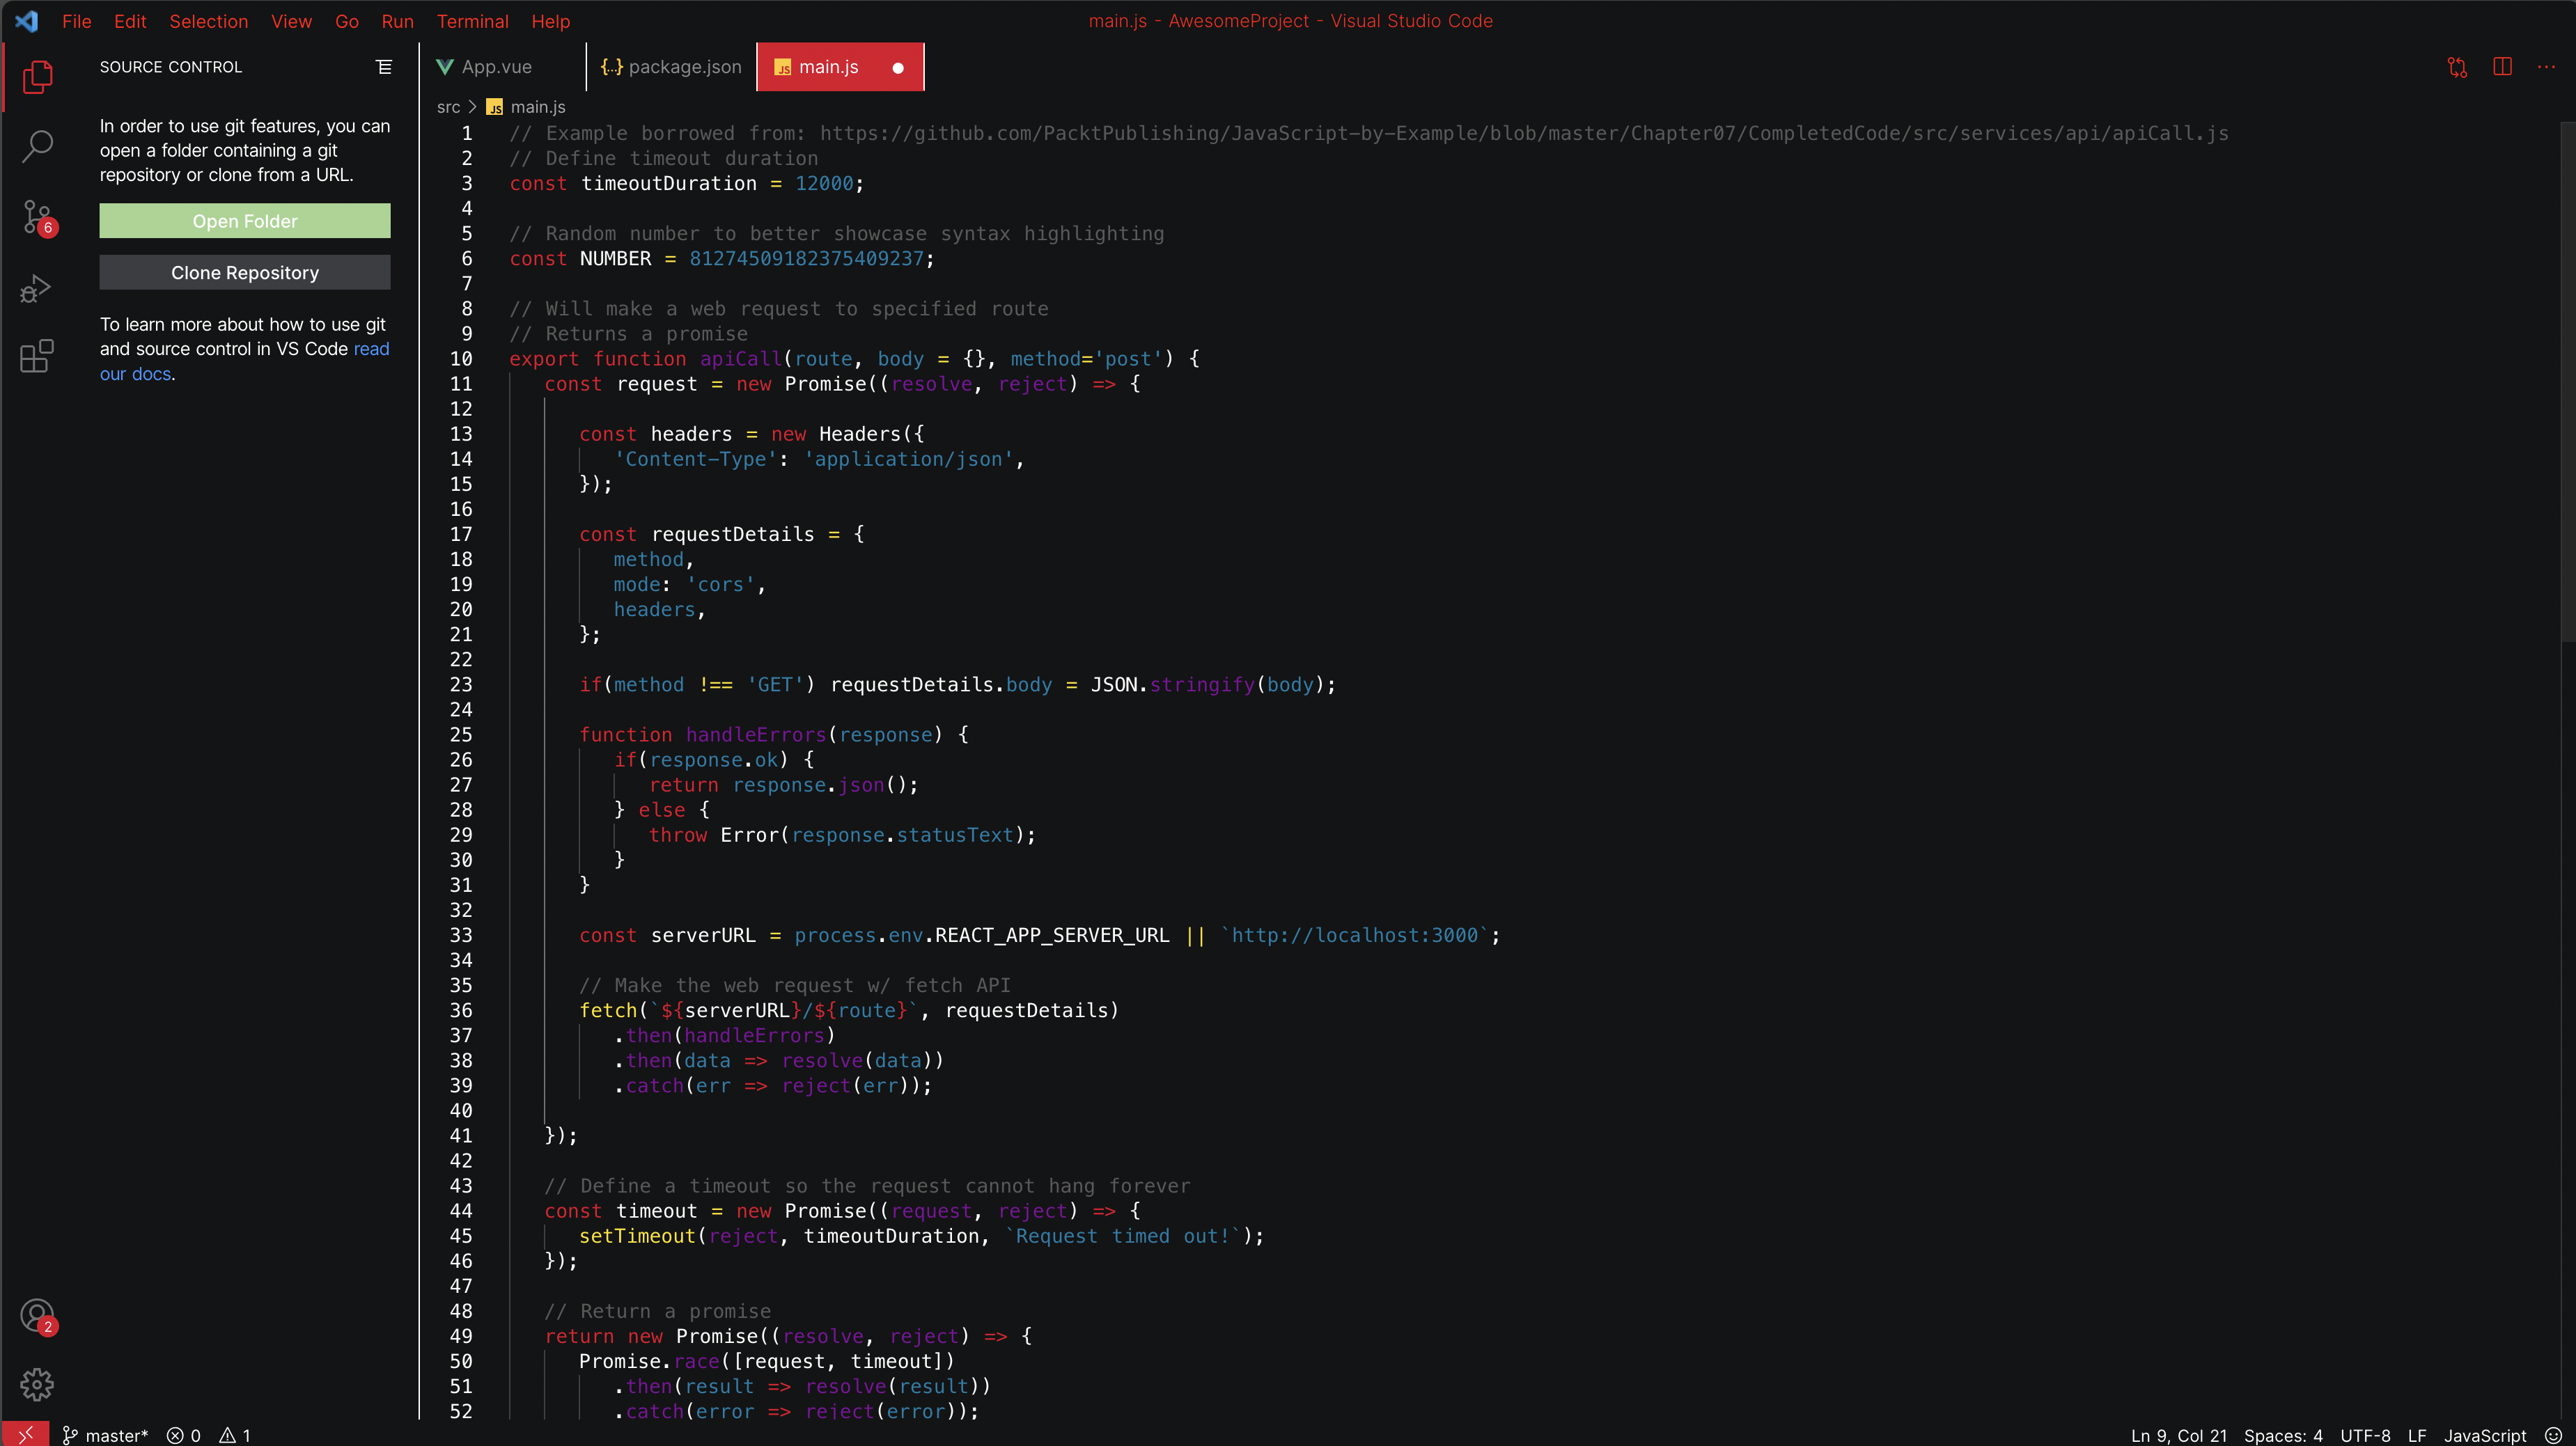 File Edit Selection View Go Run Terminal Help
main.js - AwesomeProject - Visual Studio Code
SOURCE CONTROL
In order to use git features, you can
open a folder containing a git
repository or clone from a URL.
Open Folder
Clone Repository
To learn more about how to use git
and source control in VS Code read
our docs.
6
2
App.vue
{...} package.json
JS main.js
src > JS main.js
1 // Example borrowed from: https://github.com/PacktPublishing/JavaScript-by-Example/blob/master/Chapter07/CompletedCode/src/services/api/apiCall.js
2 // Define timeout duration
3 const timeoutDuration = 12000;
4
5 // Random number to better showcase syntax highlighting
6 const NUMBER = 81274509182375409237;
7
8 // Will make a web request to specified route
9 // Returns a promise
10 export function apiCall(route, body = {}, method='post') {
11 const request = new Promise((resolve, reject) => {
12
13 const headers = new Headers({
14 'Content-Type': 'application/json',
15 });
16
17 const requestDetails = {
18 method,
19 mode: 'cors',
20 headers,
21 };
22
23 if(method !== 'GET') requestDetails.body = JSON.stringify(body);
24
25 function handleErrors(response) {
26 if(response.ok) {
27 return response.json();
28 } else {
29 throw Error(response.statusText);
30 }
31 }
32
33 const serverURL = process.env.REACT_APP_SERVER_URL || `http://localhost:3000`;
34
35 // Make the web request w/ fetch API
36 fetch(`${serverURL}/${route}`, requestDetails)
37 .then(handleErrors)
38 .then(data => resolve(data))
39 .catch(err => reject(err));
40
41 });
42
43 // Define a timeout so the request cannot hang forever
44 const timeout = new Promise((request, reject) => {
45 setTimeout(reject, timeoutDuration, `Request timed out!`);
46 });
47
48 // Return a promise
49 return new Promise((resolve, reject) => {
50 Promise.race([request, timeout])
51 .then(result => resolve(result))
52 .catch(error => reject(error));
master* 0 1
Ln 9, Col 21 Spaces: 4 UTF-8 LF JavaScript